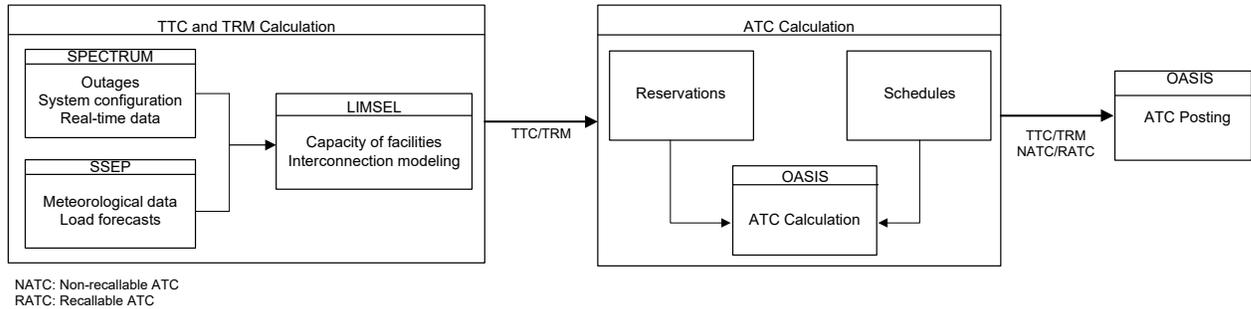 TTC and TRM Calculation
SPECTRUM
Outages
System configuration
Real-time data
SSEP
Meteorological data
Load forecasts
LIMSEL
Capacity of facilities
Interconnection modeling
TTC/TRM
ATC Calculation
Reservations
Schedules
OASIS
ATC Calculation
TTC/TRM
NATC/RATC
OASIS
ATC Posting
NATC: Non-recallable ATC
RATC: Recallable ATC